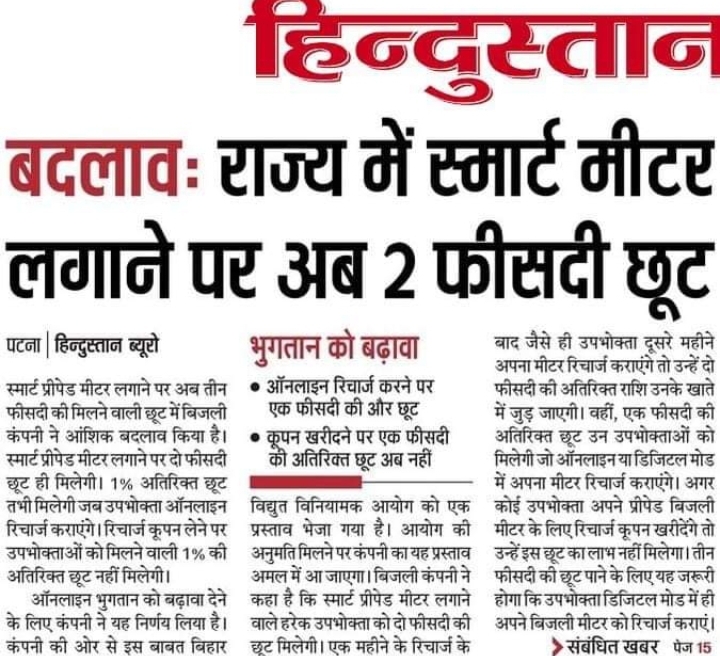 हिन्दुस्तान
बदलावः राज्य में स्मार्ट मीटर
लगाने पर अब 2 फीसदी छूट
पटना | हिन्दुस्तान ब्यूरो
स्मार्ट प्रीपेड मीटर लगाने पर अब तीन
फीसदी की मिलने वाली छूट में बिजली
कंपनी ने आंशिक बदलाव किया है।
स्मार्ट प्रीपेड मीटर लगाने पर दो फीसदी
छूट ही मिलेगी। 1% अतिरिक्त छूट
तभी मिलेगी जब उपभोक्ता ऑनलाइन
रिचार्ज कराएंगे। रिचार्ज कूपन लेने पर
उपभोक्ताओं को मिलने वाली 1% की
अतिरिक्त छूट नहीं मिलेगी।
ऑनलाइन भुगतान को बढ़ावा देने
के लिए कंपनी ने यह निर्णय लिया है।
कंपनी की ओर से इस बाबत बिहार
भुगतान को बढ़ावा
• ऑनलाइन रिचार्ज करने पर
एक फीसदी की और छूट
• कूपन खरीदने पर एक फीसदी
की अतिरिक्त छूट अब नहीं
विद्युत विनियामक आयोग को एक
प्रस्ताव भेजा गया है। आयोग की
अनुमति मिलने पर कंपनी का यह प्रस्ताव
अमल में आ जाएगा। बिजली कंपनी ने
कहा है कि स्मार्ट प्रीपेड मीटर लगाने
वाले हरेक उपभोक्ता को दो फीसदी की
छूट मिलेगी। एक महीने के रिचार्ज के
बाद जैसे ही उपभोक्ता दूसरे महीने
अपना मीटर रिचार्ज कराएंगे तो उन्हें दो
फीसदी की अतिरिक्त राशि उनके खाते
में जुड़ जाएगी। वहीं, एक फीसदी की
अतिरिक्त छूट उन उपभोक्ताओं को
मिलेगी जो ऑनलाइन या डिजिटल मोड
में अपना मीटर रिचार्ज कराएंगे। अगर
कोई उपभोक्ता अपने प्रीपेड बिजली
मीटर के लिए रिचार्ज कूपन खरीदेंगे तो
उन्हें इस छूट का लाभ नहीं मिलेगा। तीन
फीसदी की छूट पाने के लिए यह जरूरी
होगा कि उपभोक्ता डिजिटल मोड में ही
अपने बिजली मीटर को रिचार्ज कराएं।
संबंधित खबर पेज 15